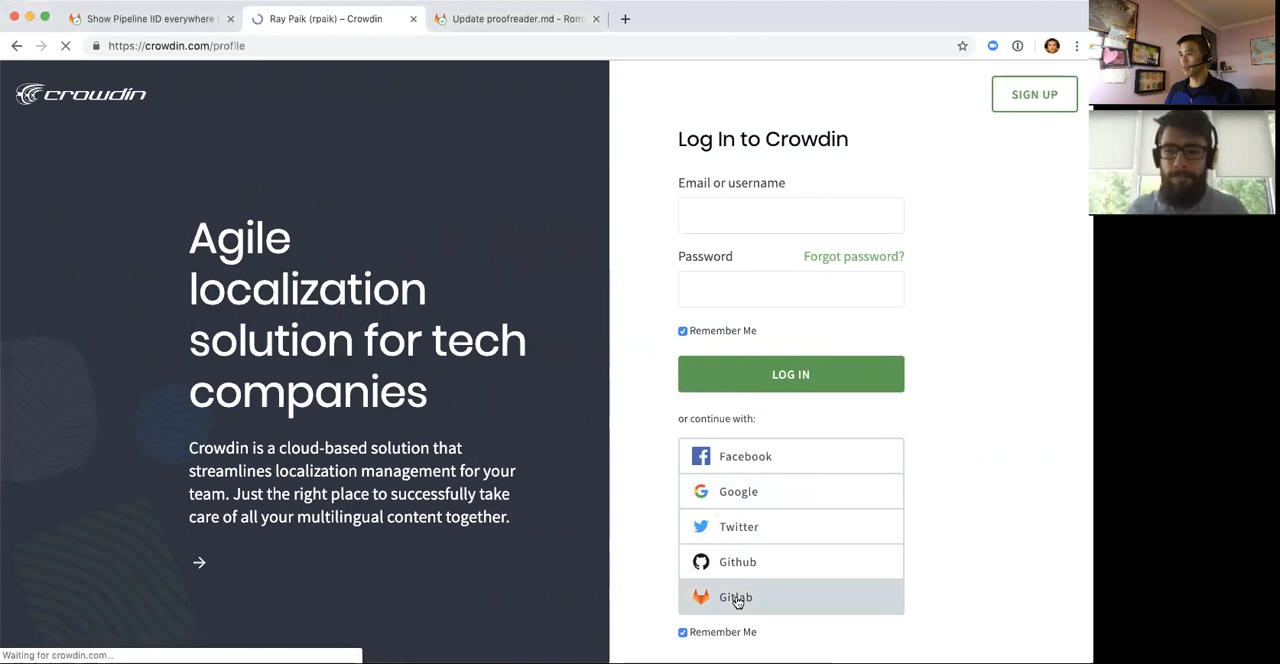 Show Pipeline IID everywhere
Ray Paik (rpaik) – Crowdin
Update proofreader.md - Rom
https://crowdin.com/profile
crowdin
SIGN UP
Log In to Crowdin
Email or username
Password
Forgot password?
Remember Me
LOG IN
or continue with:
Facebook
Google
Twitter
Github
Gitlab
Remember Me
Agile
localization
solution for tech
companies
Crowdin is a cloud-based solution that
streamlines localization management for your
team. Just the right place to successfully take
care of all your multilingual content together.
Waiting for crowdin.com...